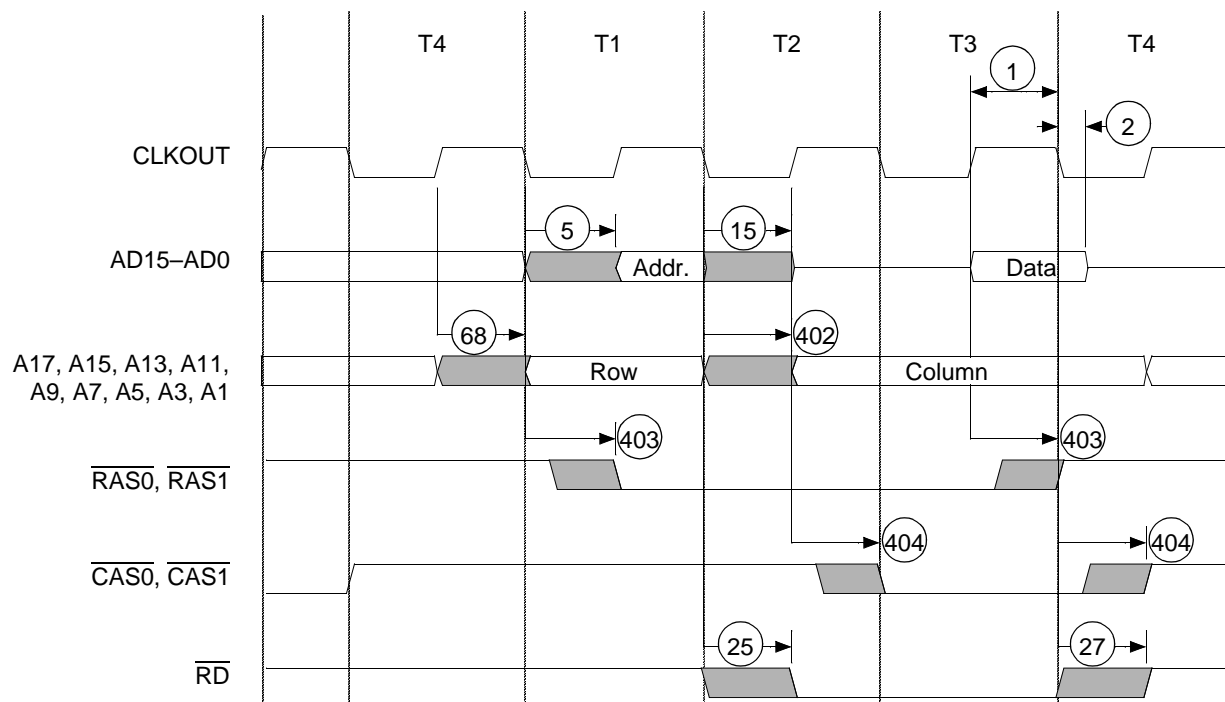 T4 T1 T2 T3 T4
1
2
CLKOUT
5 15
AD15–AD0 Addr. Data
68 402
A17, A15, A13, A11,
A9, A7, A5, A3, A1
Row Column
403 403
RAS0, RAS1
404 404
CAS0, CAS1
25 27
RD